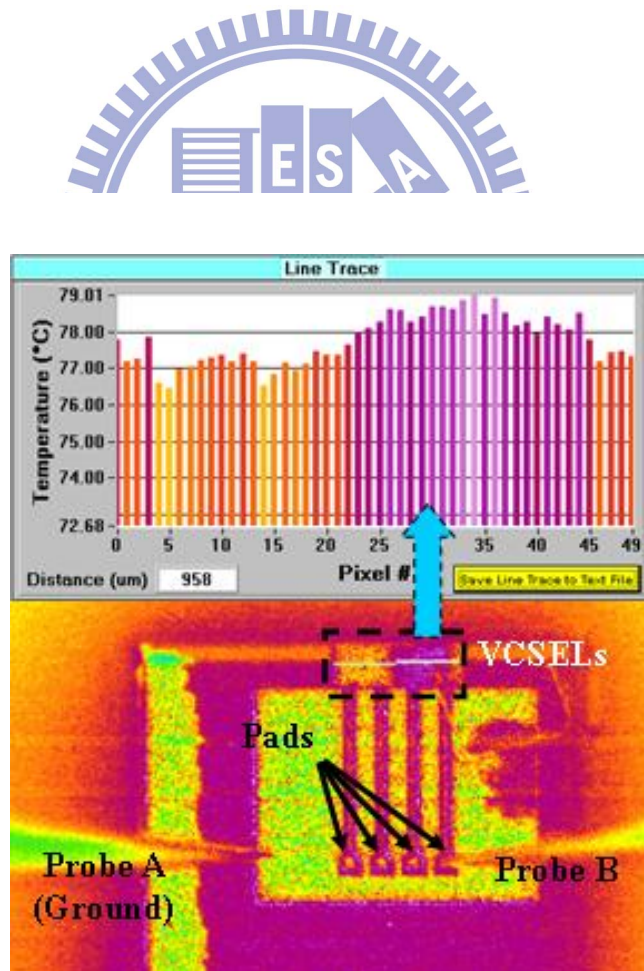 E S A
Line Trace
Temperature (°C)
79.01
78.00
77.00
76.00
75.00
74.00
72.68
0 5 10 15 20 25 35 40 45 49
Distance (um) 958
Pixel #
Save Line Trace to Text File
VCSELs
Pads
Probe A
(Ground)
Probe B